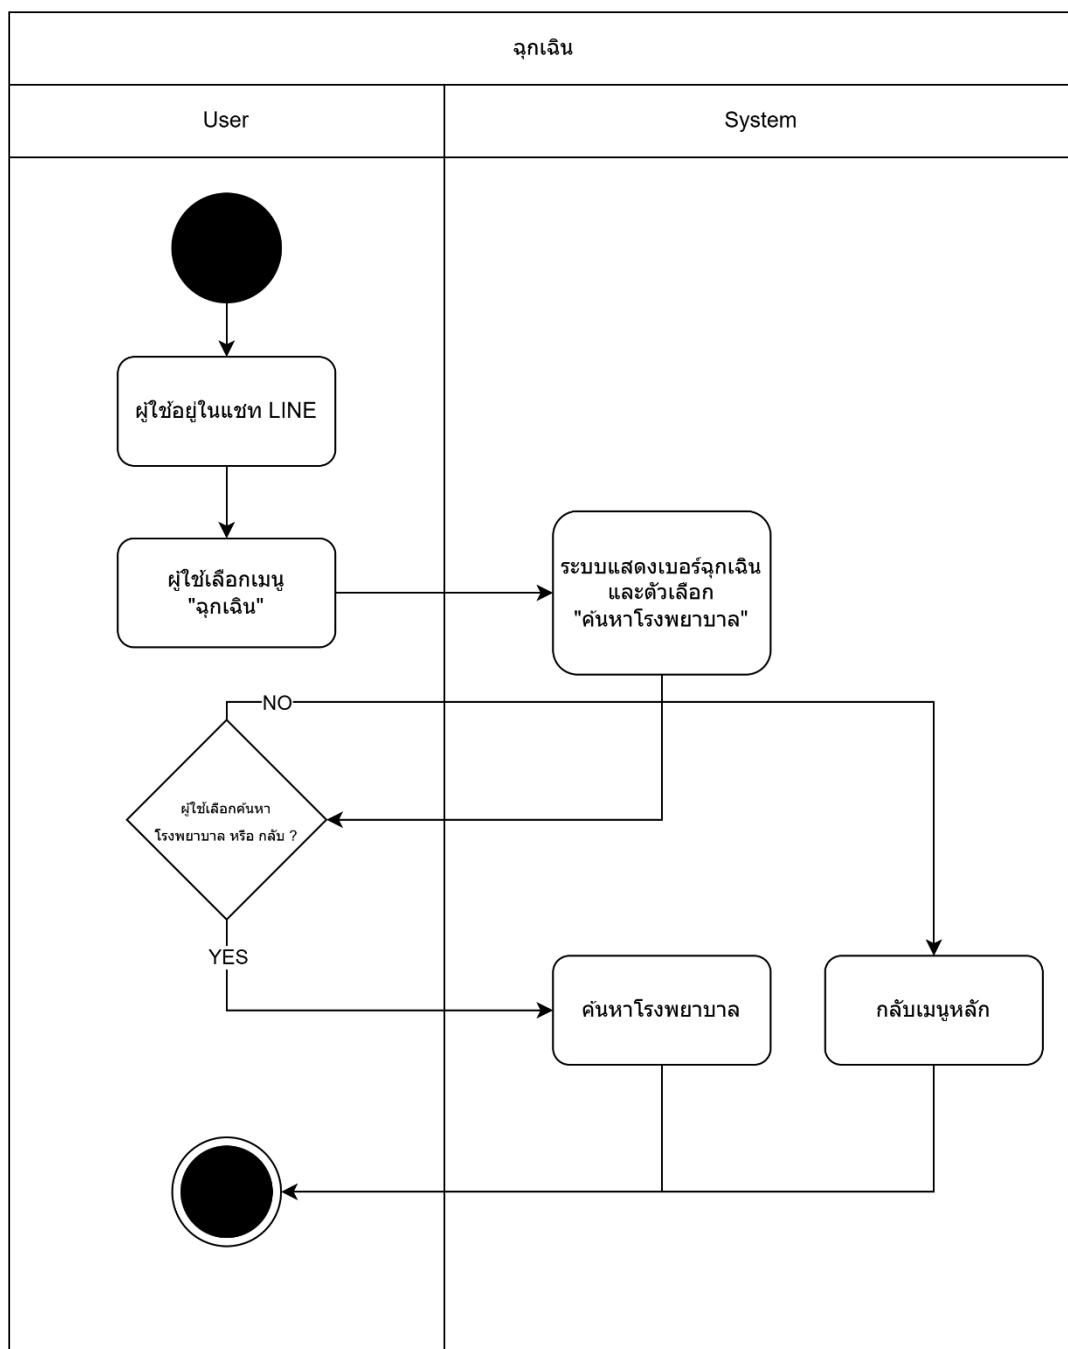 ฉุกเฉิน
User
System
ผู้ใช้อยู่ในแชท LINE
ผู้ใช้เลือกเมนู
"ฉุกเฉิน"
ระบบแสดงเบอร์ฉุกเฉิน
และตัวเลือก
"ค้นหาโรงพยาบาล"
NO
ผู้ใช้เลือกค้นหา
โรงพยาบาล หรือ กลับ ?
YES
ค้นหาโรงพยาบาล
กลับเมนูหลัก